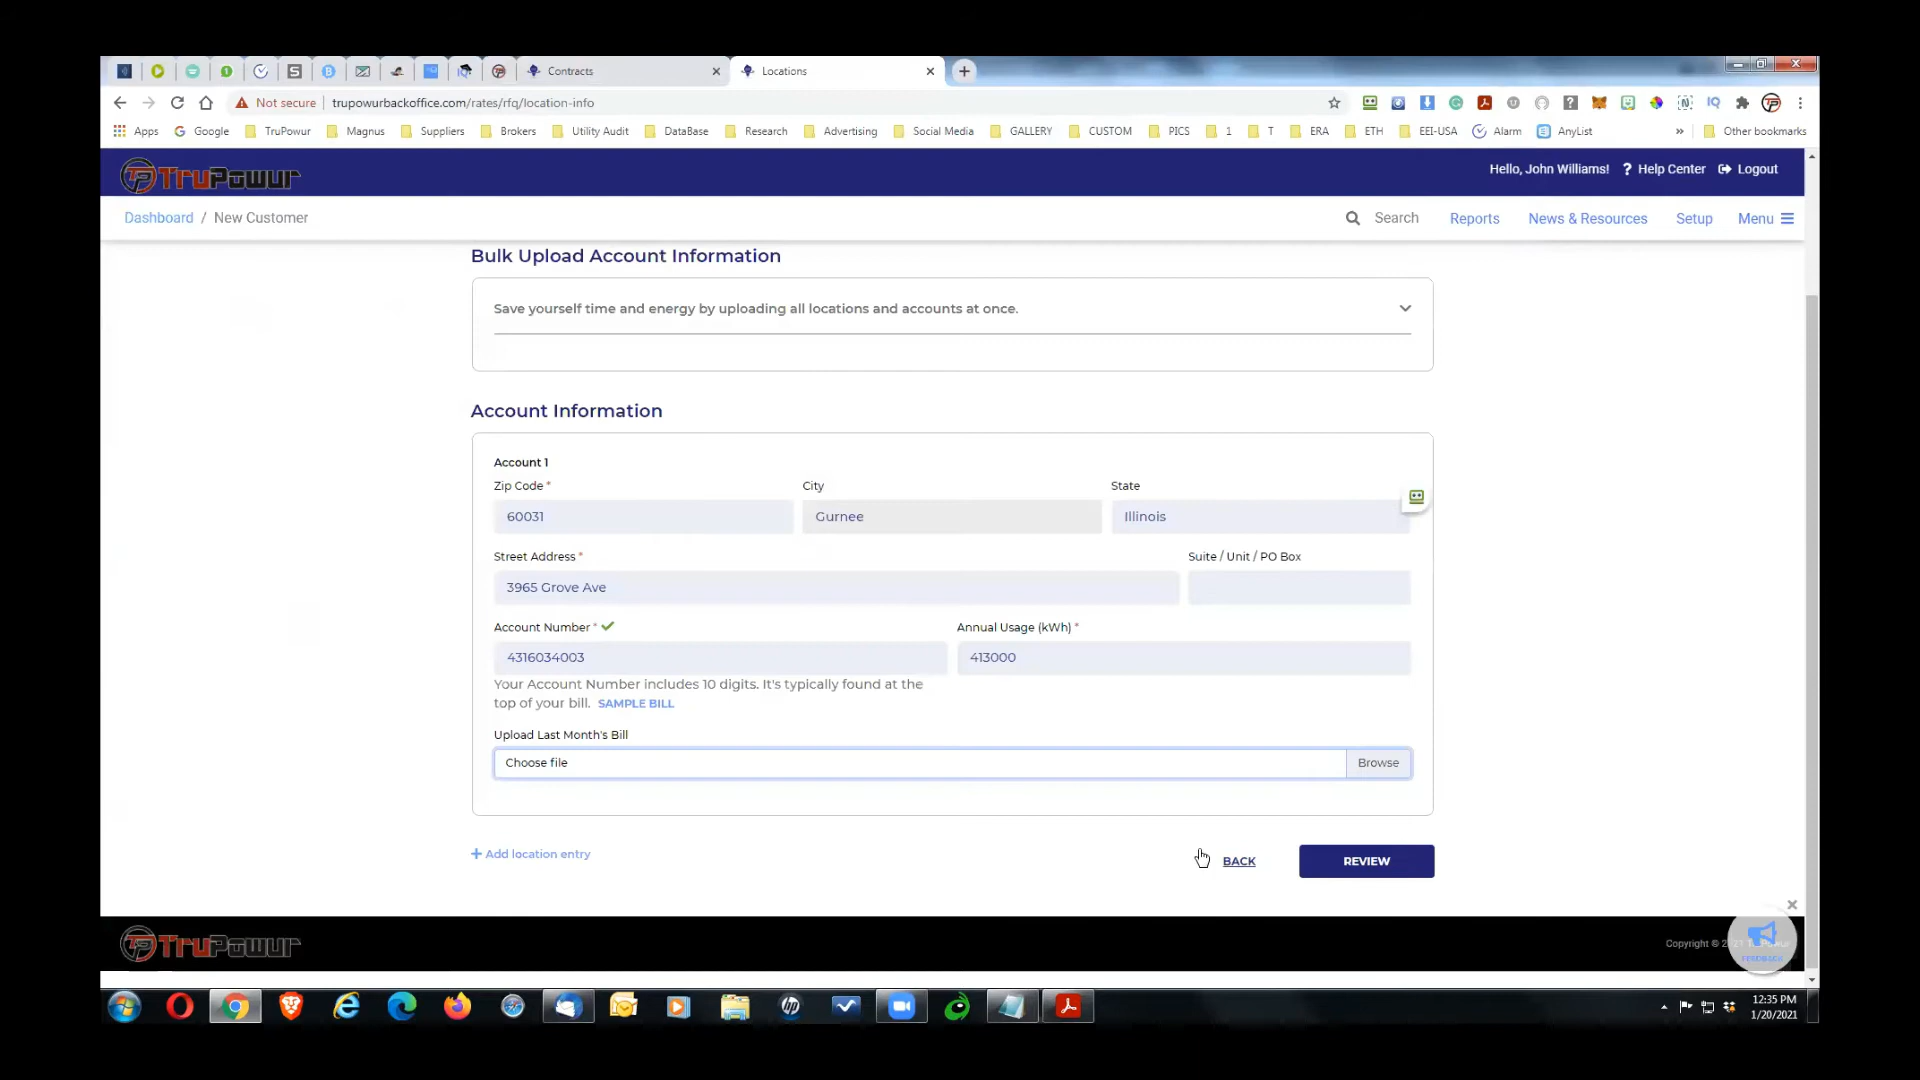 Contracts
Locations
Not secure
trupowurbackoffice.com/rates/rfq/location-info
Apps
Google
TruPowur
Magnus
Suppliers
Brokers
Utility Audit
DataBase
Research
Advertising
Social Media
GALLERY
CUSTOM
PICS
1
T
ERA
ETH
EEI-USA
Alarm
AnyList
»
Other bookmarks
TruPowur
Hello, John Williams!
? Help Center
Logout
Dashboard / New Customer
Search
Reports
News & Resources
Setup
Menu
Bulk Upload Account Information
Save yourself time and energy by uploading all locations and accounts at once.
Account Information
Account 1
Zip Code *
City
State
60031
Gurnee
Illinois
Street Address *
Suite / Unit / PO Box
3965 Grove Ave
Account Number *
Annual Usage (kWh) *
4316034003
413000
Your Account Number includes 10 digits. It's typically found at the
top of your bill. SAMPLE BILL
Upload Last Month's Bill
Choose file
Browse
+ Add location entry
BACK
REVIEW
TruPowur
Copyright © 2
FEEDBACK
12:35 PM
1/20/2021